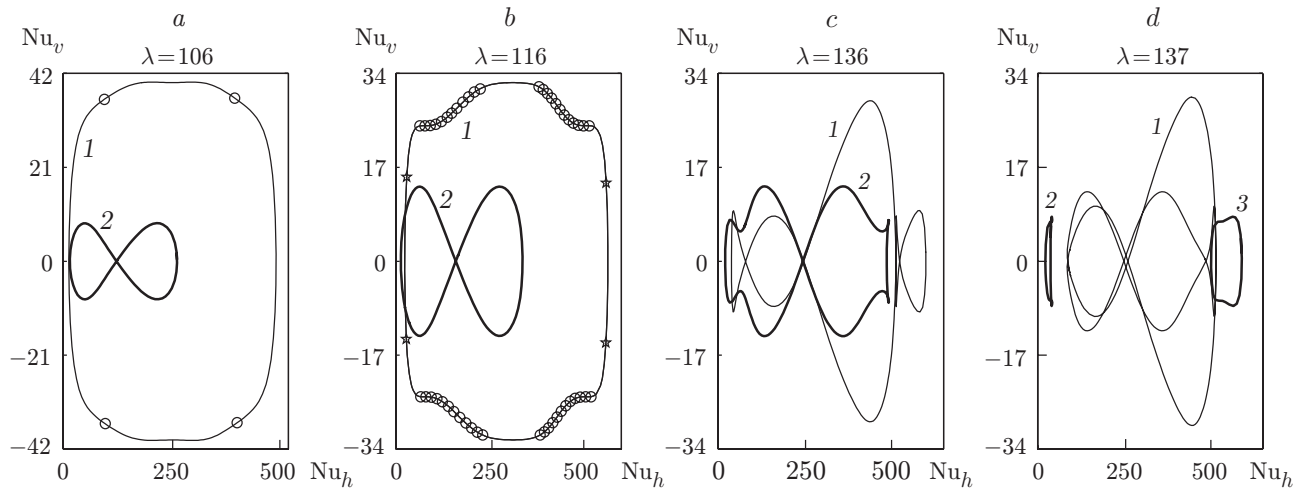 a b c d
Nu_v Nu_v Nu_v Nu_v
λ=106 λ=116 λ=136 λ=137
42 34 34 34
1 1 1 1
21 17 17 17
2 2 2 2 3
0 0 0 0
−21 −17 −17 −17
−42 −34 −34 −34
0 250 500 Nu_h 0 250 500 Nu_h 0 250 500 Nu_h 0 250 500 Nu_h